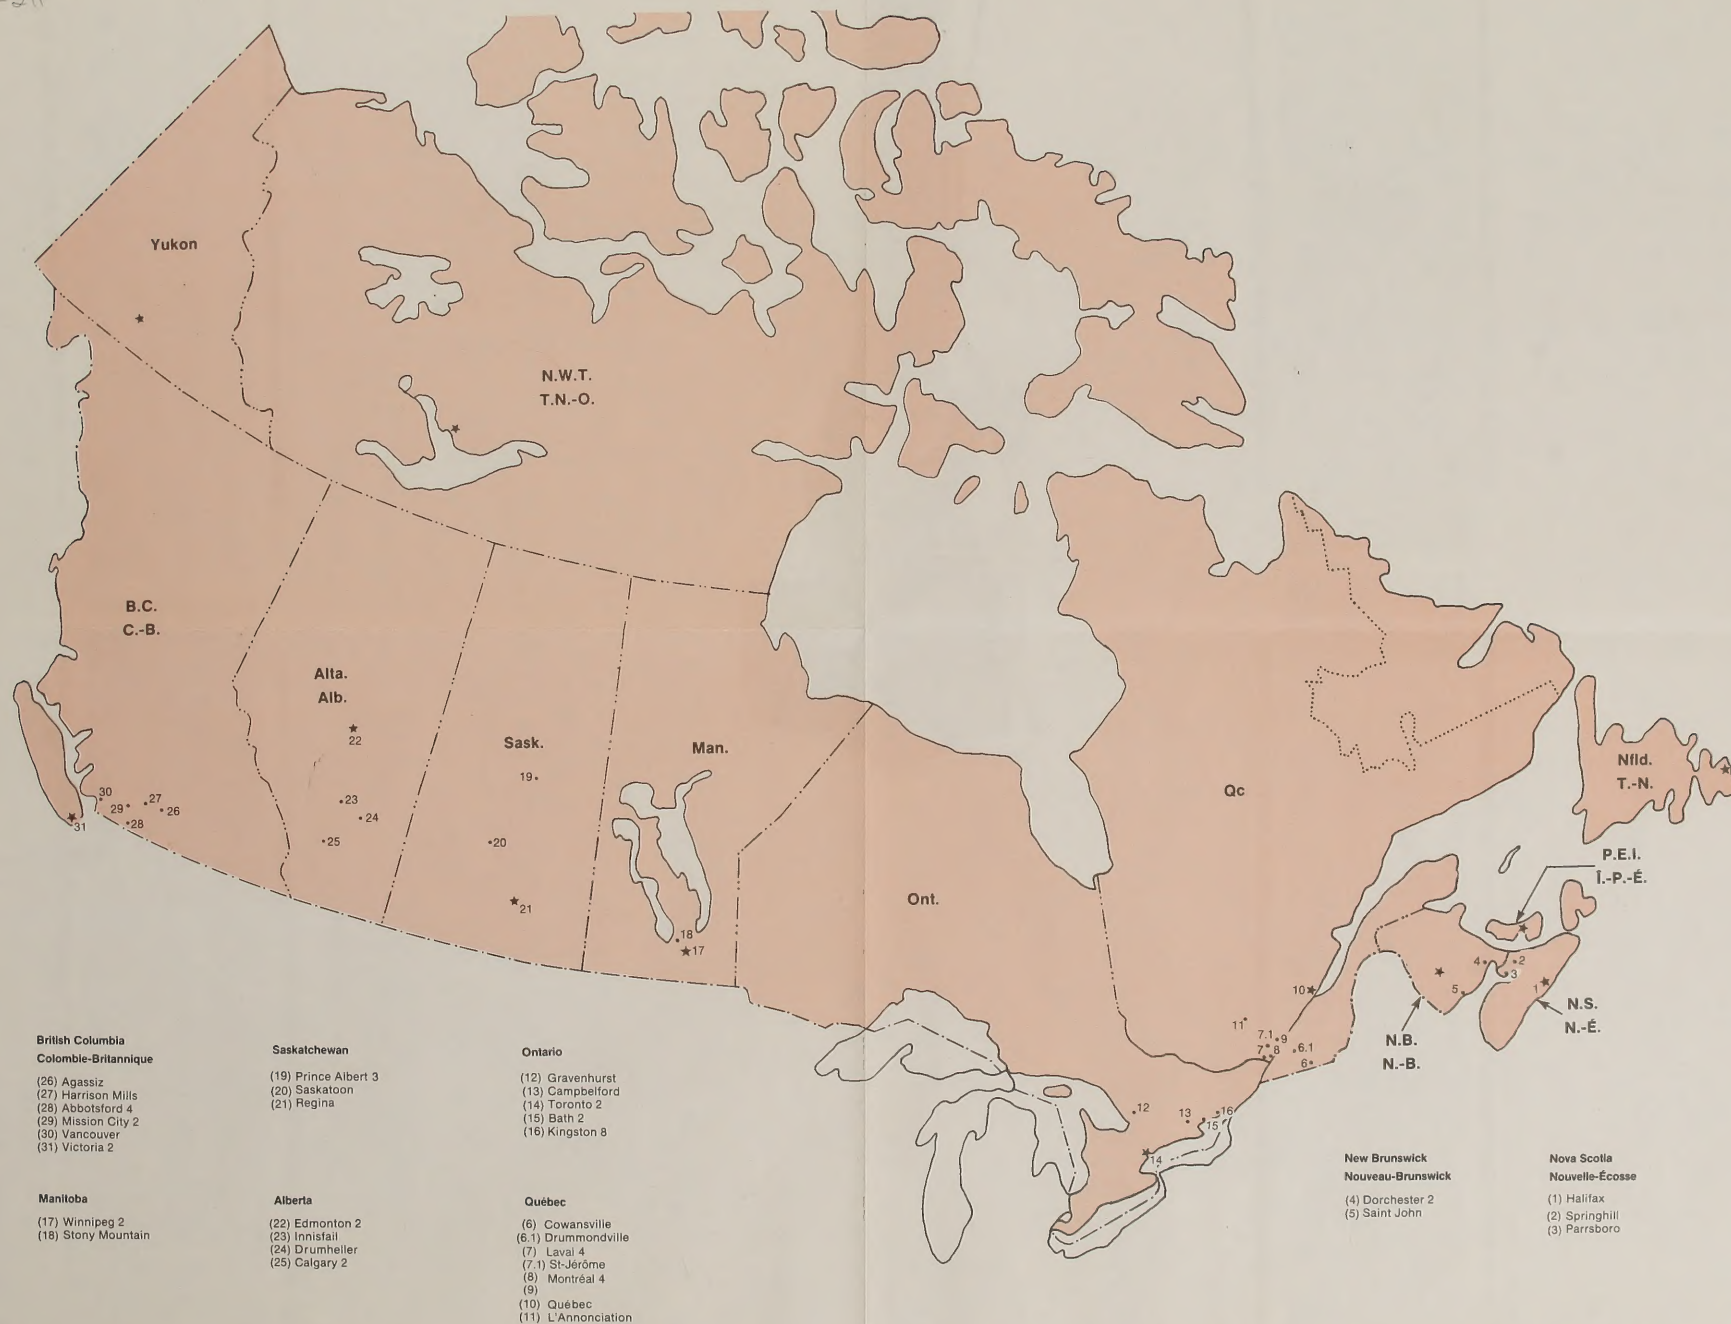 Yukon
N.W.T.
T.N.-O.
B.C.
C.-B.
Alta.
Alb.
22
Sask.
19
Man.
Qc
Nfld.
T.-N.
30
29
27
26
28
31
23
24
25
20
21
18
17
Ont.
P.E.I.
Î.-P.-É.
4
2
3
5
1
N.S.
N.-É.
N.B.
N.-B.
10
11
7.1
9
7
8
6.1
6
12
13
16
15
14
British Columbia
Colombie-Britannique
(26) Agassiz
(27) Harrison Mills
(28) Abbotsford 4
(29) Mission City 2
(30) Vancouver
(31) Victoria 2
Saskatchewan
(19) Prince Albert 3
(20) Saskatoon
(21) Regina
Ontario
(12) Gravenhurst
(13) Campbelford
(14) Toronto 2
(15) Bath 2
(16) Kingston 8
Manitoba
(17) Winnipeg 2
(18) Stony Mountain
Alberta
(22) Edmonton 2
(23) Innisfail
(24) Drumheller
(25) Calgary 2
Québec
(6) Cowansville
(6.1) Drummondville
(7) Laval 4
(7.1) St-Jérôme
(8) Montréal 4
(9)
(10) Québec
(11) L'Annonciation
New Brunswick
Nouveau-Brunswick
(4) Dorchester 2
(5) Saint John
Nova Scotia
Nouvelle-Écosse
(1) Halifax
(2) Springhill
(3) Parrsboro